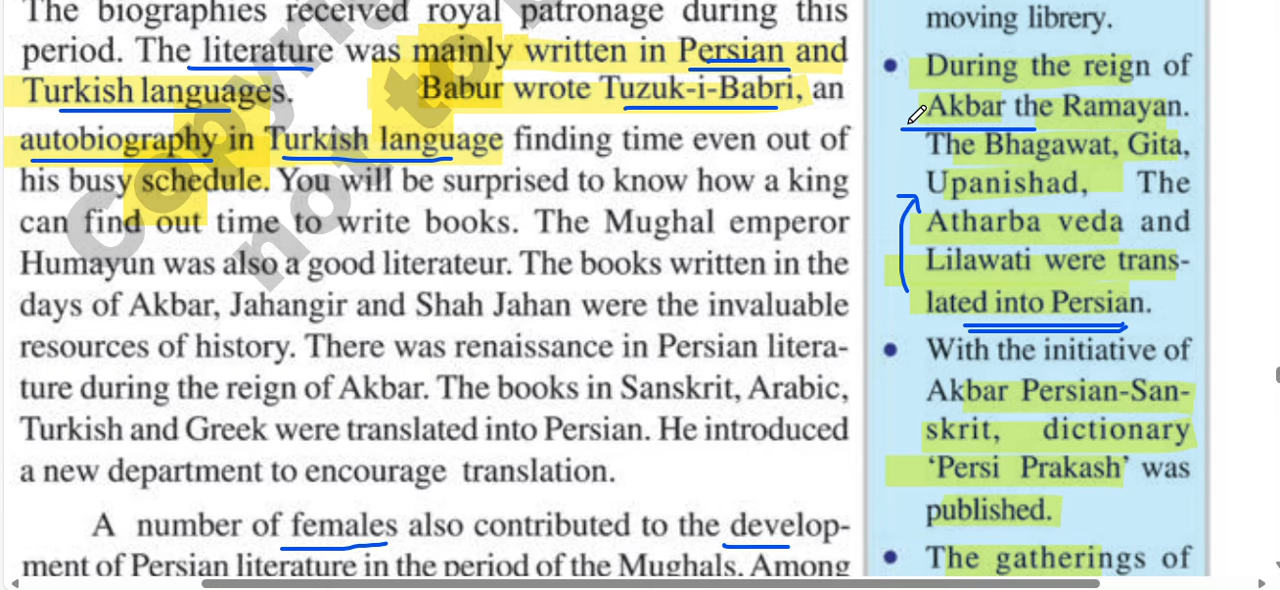 The biographies received royal patronage during this
period. The literature was mainly written in Persian and
Turkish languages. Babur wrote Tuzuk-i-Babri, an
autobiography in Turkish language finding time even out of
his busy schedule. You will be surprised to know how a king
can find out time to write books. The Mughal emperor
Humayun was also a good literateur. The books written in the
days of Akbar, Jahangir and Shah Jahan were the invaluable
resources of history. There was renaissance in Persian litera-
ture during the reign of Akbar. The books in Sanskrit, Arabic,
Turkish and Greek were translated into Persian. He introduced
a new department to encourage translation.
A number of females also contributed to the develop-
ment of Persian literature in the period of the Mughals. Among
moving librery.
• During the reign of
Akbar the Ramayan.
The Bhagawat, Gita,
Upanishad, The
Atharba veda and
Lilawati were trans-
lated into Persian.
• With the initiative of
Akbar Persian-San-
skrit, dictionary
‘Persi Prakash’ was
published.
• The gatherings of